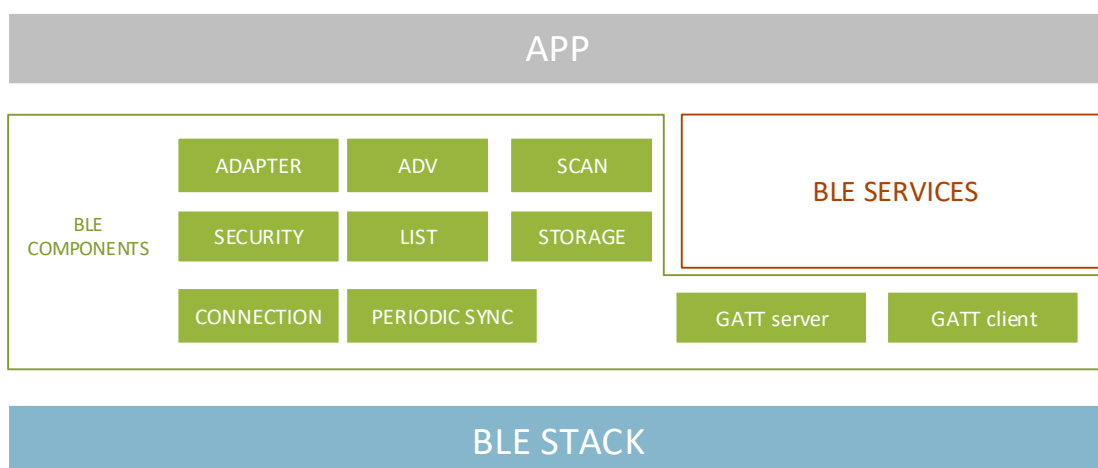 APP
ADAPTER
ADV
SCAN
BLE SERVICES
BLE
COMPONENTS
SECURITY
LIST
STORAGE
CONNECTION
PERIODIC SYNC
GATT server
GATT client
BLE STACK